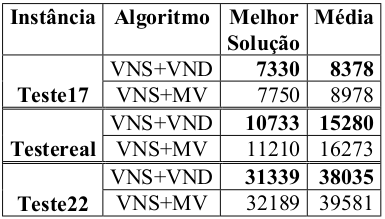 Instância Algoritmo Melhor Solução Média
Teste17 VNS+VND 7330 8378
VNS+MV 7750 8978
Testereal VNS+VND 10733 15280
VNS+MV 11210 16273
Teste22 VNS+VND 31339 38035
VNS+MV 32189 39581